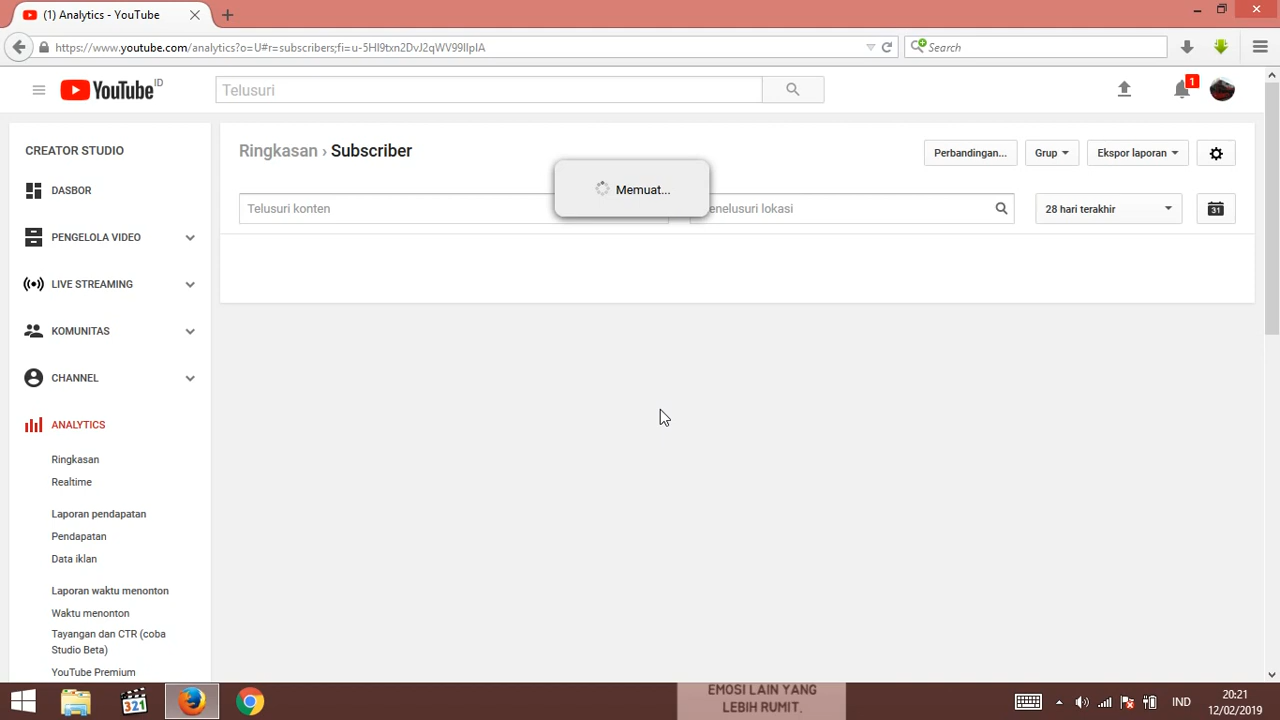 (1) Analytics - YouTube
https://www.youtube.com/analytics?o=U#r=subscribers;fi=u-5HI9txn2DvJ2qWV99IIpIA
Search
YouTube ID
Telusuri
1
CREATOR STUDIO
DASBOR
PENGELOLA VIDEO
LIVE STREAMING
KOMUNITAS
CHANNEL
ANALYTICS
Ringkasan
Realtime
Laporan pendapatan
Pendapatan
Data iklan
Laporan waktu menonton
Waktu menonton
Tayangan dan CTR (coba
Studio Beta)
YouTube Premium
Ringkasan › Subscriber
Perbandingan...
Grup
Ekspor laporan
Memuat...
Telusuri konten
enelusuri lokasi
28 hari terakhir
31
EMOSI LAIN YANG
LEBIH RUMIT.
321
IND
20:21
12/02/2019